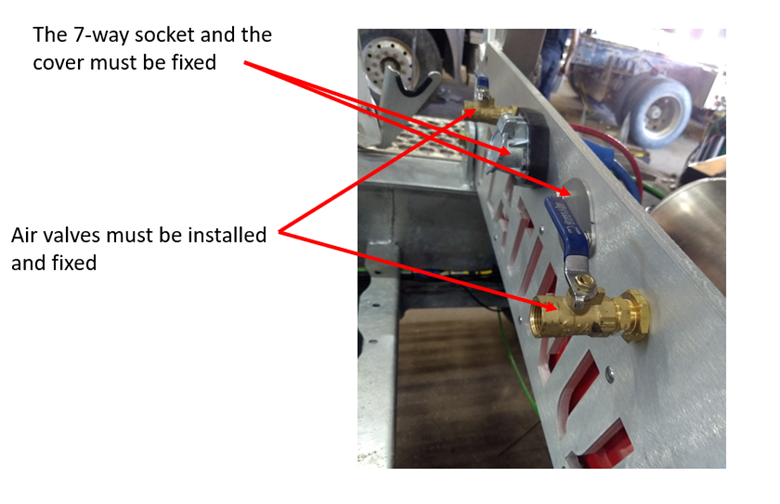 The 7-way socket and the
cover must be fixed
Air valves must be installed
and fixed